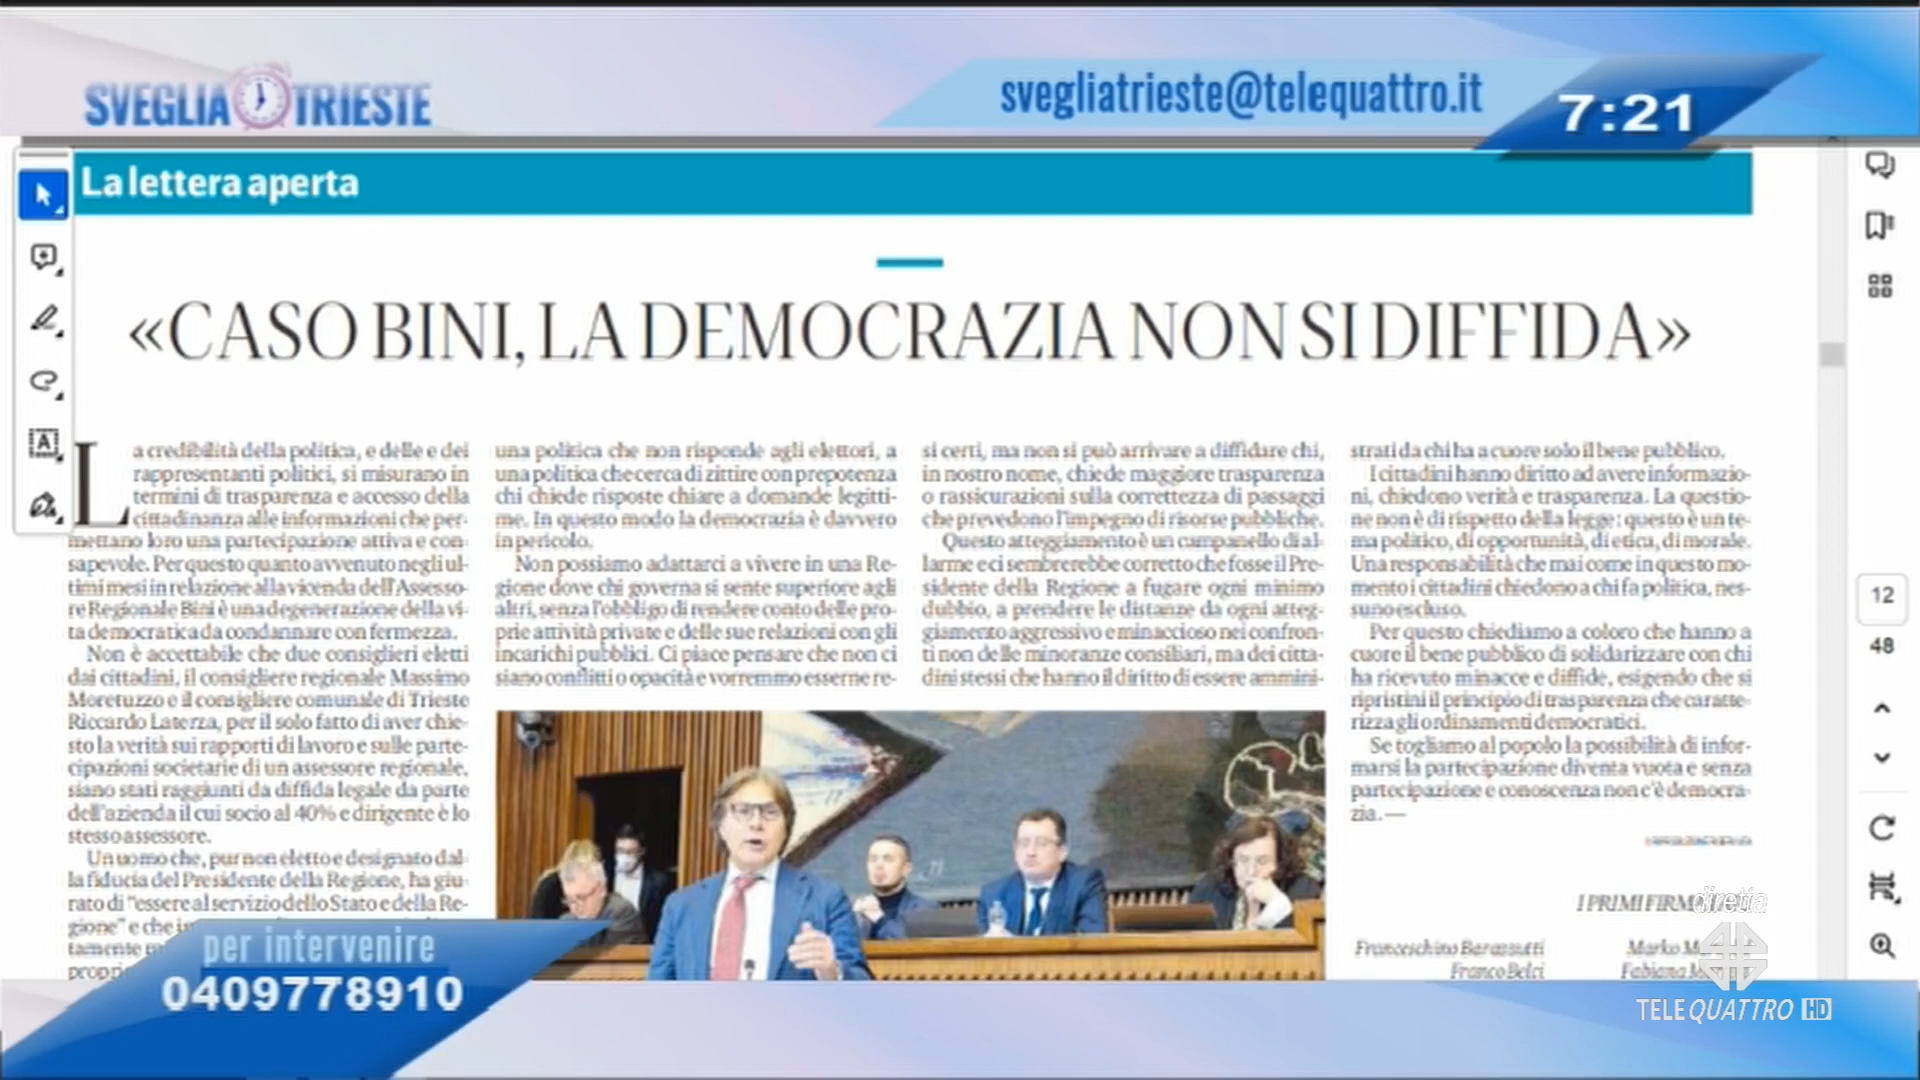 SVEGLIA TRIESTE
svegliatrieste@telequattro.it
7:21
La lettera aperta
«CASO BINI, LA DEMOCRAZIA NON SI DIFFIDA»
La credibilità della politica, e delle e dei
rappresentanti politici, si misurano in
termini di trasparenza e accesso della
cittadinanza alle informazioni che per-
mettano loro una partecipazione attiva e con-
sapevole. Per questo quanto avvenuto negli ul-
timi mesi in relazione alla vicenda dell'Assesso-
re Regionale Bini è una degenerazione della vi-
ta democratica da condannare con fermezza.
Non è accettabile che due consiglieri eletti
dai cittadini, il consigliere regionale Massimo
Moretuzzo e il consigliere comunale di Trieste
Riccardo Laterza, per il solo fatto di aver chie-
sto la verità sui rapporti di lavoro e sulle parte-
cipazioni societarie di un assessore regionale,
siano stati raggiunti da diffida legale da parte
dell'azienda il cui socio al 40% e dirigente è lo
stesso assessore.
Un uomo che, pur non eletto e designato dal-
la fiducia del Presidente della Regione, ha giu-
rato di "essere al servizio dello Stato e della Re-
gione" e che
tamente
una politica che non risponde agli elettori, a
una politica che cerca di zittire con prepotenza
chi chiede risposte chiare a domande legitti-
me. In questo modo la democrazia è davvero
in pericolo.
Non possiamo adattarci a vivere in una Re-
gione dove chi governa si sente superiore agli
altri, senza l'obbligo di rendere conto delle pro-
prie attività private e delle sue relazioni con gli
incarichi pubblici. Ci piace pensare che non ci
siano conflitti o opacità e vorremmo esserne re-
si certi, ma non si può arrivare a diffidare chi,
in nostro nome, chiede maggiore trasparenza
o rassicurazioni sulla correttezza di passaggi
che prevedono l'impegno di risorse pubbliche.
Questo atteggiamento è un campanello di al-
larme e ci sembrerebbe corretto che fosse il Pre-
sidente della Regione a fugare ogni minimo
dubbio, a prendere le distanze da ogni atteg-
giamento aggressivo e minaccioso nei confron-
ti non delle minoranze consiliari, ma dei citta-
dini stessi che hanno il diritto di essere ammini-
strati da chi ha a cuore solo il bene pubblico.
I cittadini hanno diritto ad avere informazio-
ni, chiedono verità e trasparenza. La questio-
ne non è di rispetto della legge: questo è un te-
ma politico, di opportunità, di etica, di morale.
Una responsabilità che mai come in questo mo-
mento i cittadini chiedono a chi fa politica, nes-
suno escluso.
Per questo chiediamo a coloro che hanno a
cuore il bene pubblico di solidarizzare con chi
ha ricevuto minacce e diffide, esigendo che si
ripristini il principio di trasparenza che caratte-
rizza gli ordinamenti democratici.
Se togliamo al popolo la possibilità di infor-
marsi la partecipazione diventa vuota e senza
partecipazione e conoscenza non c'è democra-
zia.—
I PRIMI
Franceschino Barazzutti
Marko
Franco Belci
Fabiana
12
48
per intervenire
0409778910
diretta
TELEQUATTRO HD